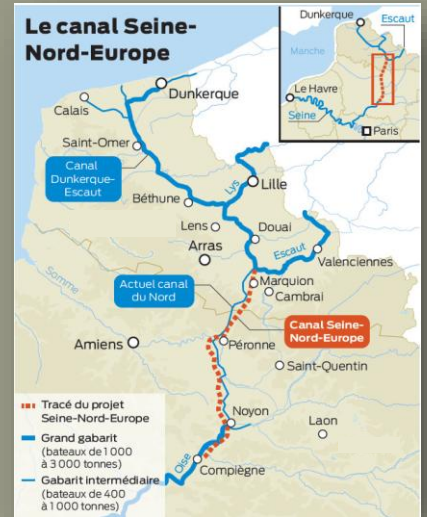 Le canal Seine-
Nord-Europe
Dunkerque
Escaut
Manche
Le Havre
Seine
Paris
Dunkerque
Calais
Saint-Omer
Canal
Dunkerque-
Escaut
Lys
Lille
Béthune
Lens
Douai
Arras
Escaut
Valenciennes
Actuel canal
du Nord
Marquion
Cambrai
Somme
Canal Seine-
Nord-Europe
Amiens
Péronne
Saint-Quentin
Tracé du projet
Seine-Nord-Europe
Noyon
Laon
Grand gabarit
(bateaux de 1 000
à 3 000 tonnes)
Oise
Compiègne
Gabarit intermédiaire
(bateaux de 400
à 1 000 tonnes)